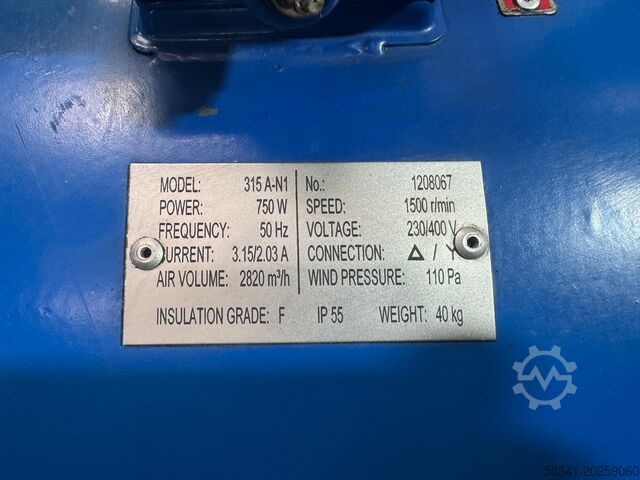 MODEL: 315 A-N1 No.: 1208067
POWER: 750 W SPEED: 1500 r/min
FREQUENCY: 50 Hz VOLTAGE: 230/400 V
CURRENT: 3.15/2.03 A CONNECTION: Δ / Y
AIR VOLUME: 2820 m³/h WIND PRESSURE: 110 Pa
INSULATION GRADE: F IP 55 WEIGHT: 40 kg
58541-20259060